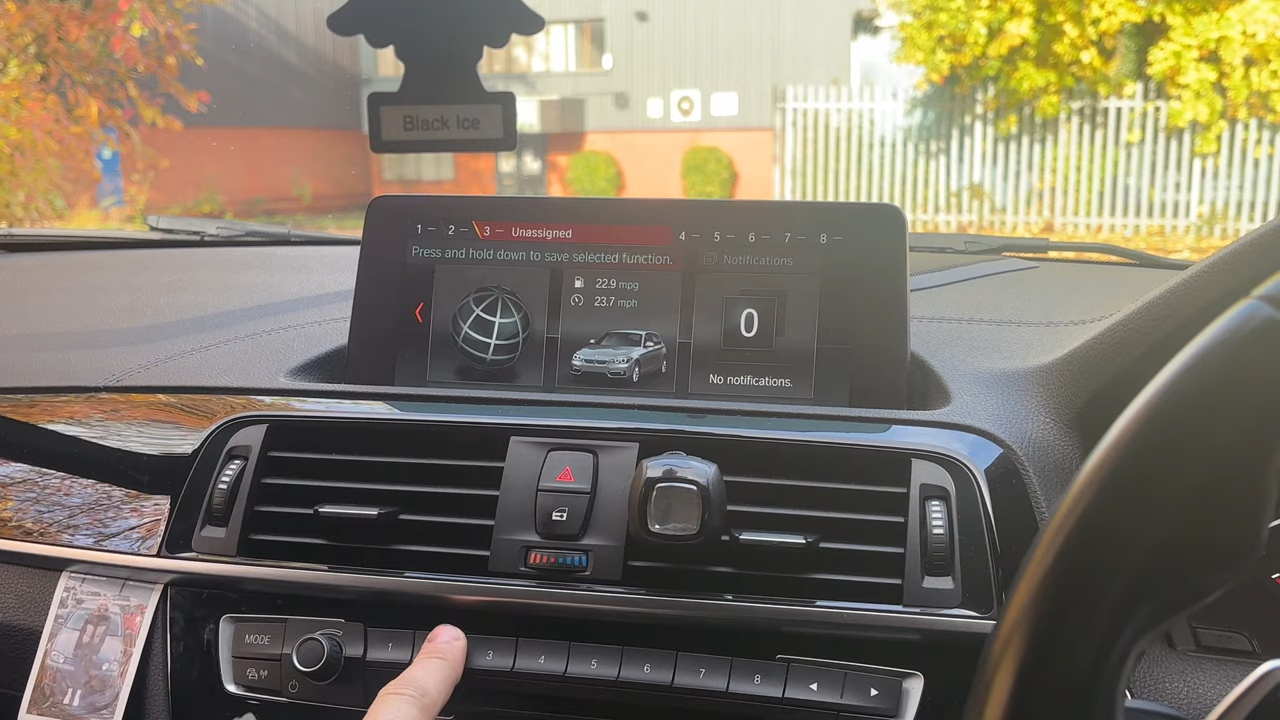 Black Ice
1 — 2 — 3 — Unassigned 4 — 5 — 6 — 7 — 8 —
Press and hold down to save selected function.
Notifications
22.9 mpg
23.7 mph
0
No notifications.
MODE
1 3 4 5 6 7 8